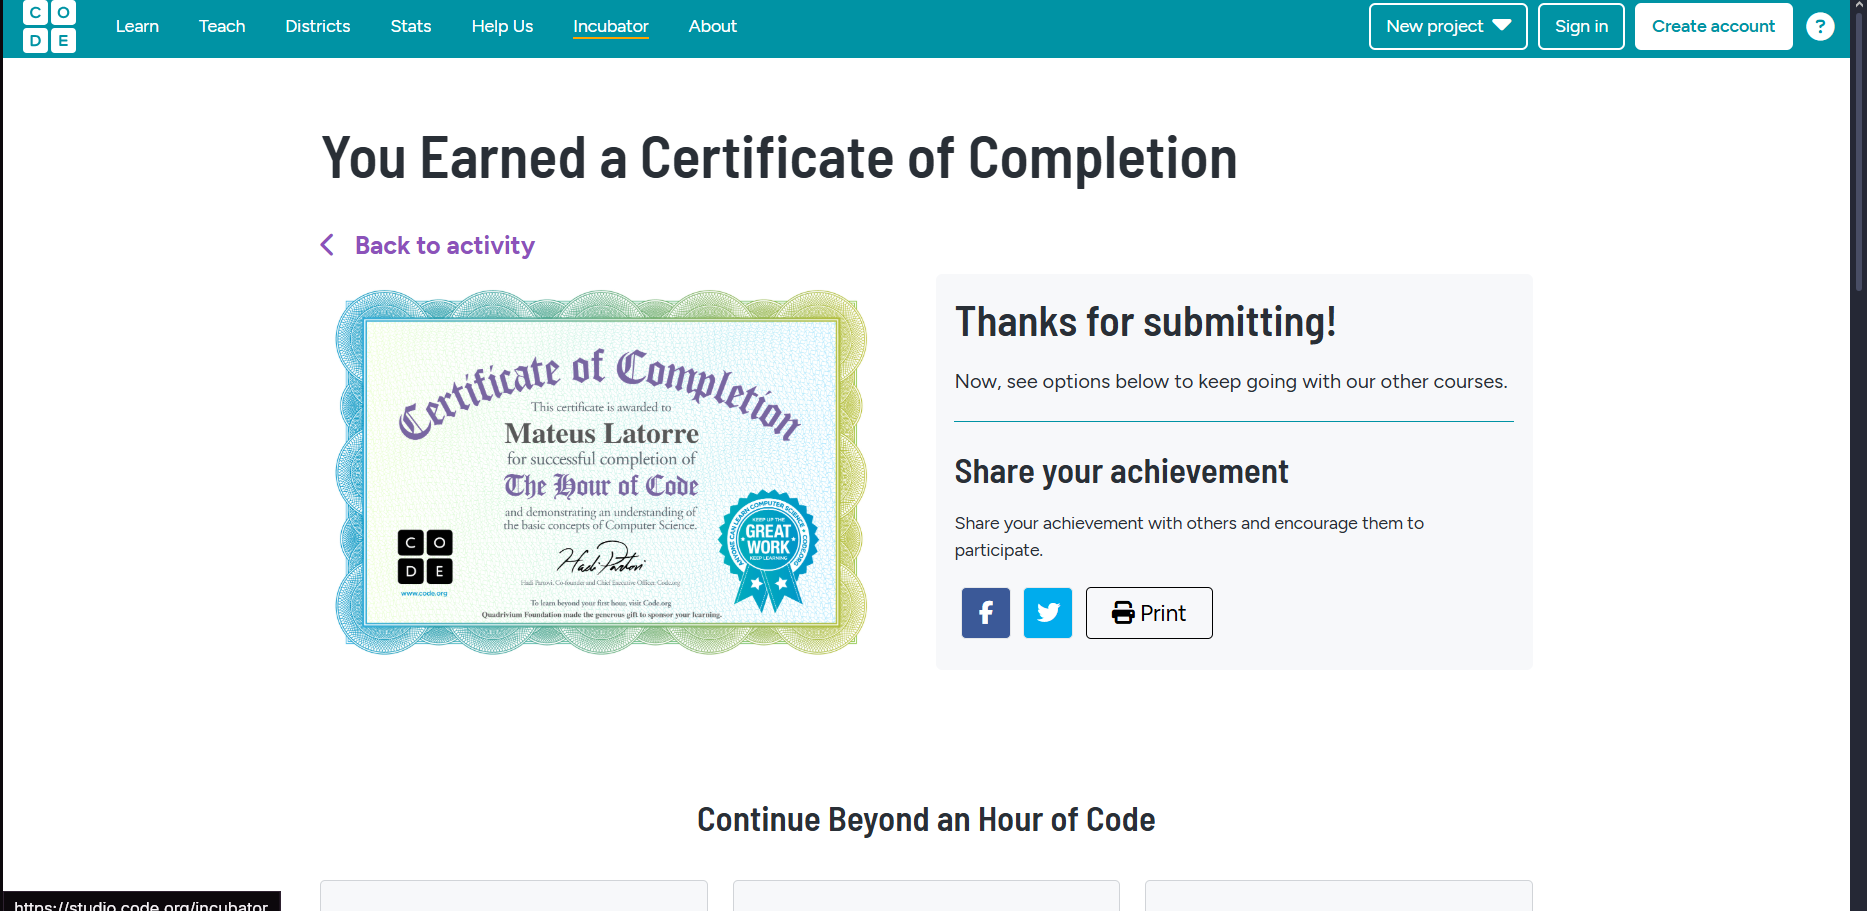 C O
D E
Learn
Teach
Districts
Stats
Help Us
Incubator
About
New project
Sign in
Create account
?
You Earned a Certificate of Completion
Back to activity
Certificate of Completion
This certificate is awarded to
Mateus Latorre
for successful completion of
The Hour of Code
and demonstrating an understanding of
the basic concepts of Computer Science.
Hadi Partovi
Hadi Partovi, Co-founder and Chief Executive Officer, Code.org
To learn beyond your first hour, visit Code.org
Quadrivium Foundation made the generous gift to sponsor your learning.
C O
D E
www.code.org
ANYONE CAN LEARN COMPUTER SCIENCE • CODE.ORG
KEEP UP THE
GREAT
WORK
KEEP LEARNING
Thanks for submitting!
Now, see options below to keep going with our other courses.
Share your achievement
Share your achievement with others and encourage them to
participate.
Print
Continue Beyond an Hour of Code
https://studio.code.org/incubator